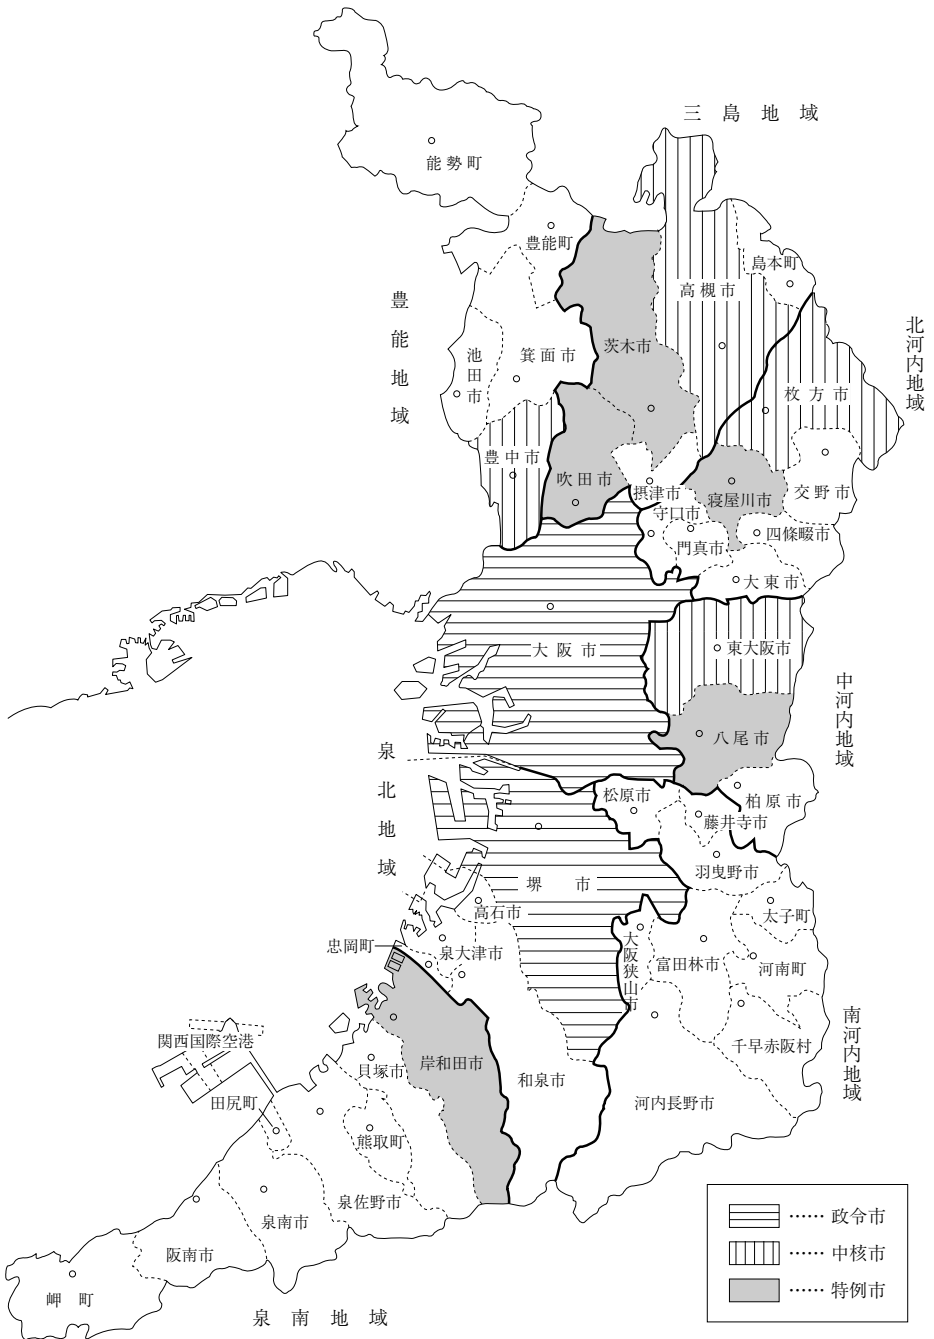 三島地域
能勢町
豊能町
島本町
高槻市
豊能地域
北河内地域
茨木市
箕面市
池田市
枚方市
豊中市
吹田市
摂津市
寝屋川市
交野市
守口市
門真市
四條畷市
大東市
大阪市
東大阪市
中河内地域
八尾市
泉北地域
松原市
柏原市
藤井寺市
羽曳野市
堺市
高石市
太子町
忠岡町
泉大津市
大阪狭山市
富田林市
河南町
南河内地域
関西国際空港
千早赤阪村
貝塚市
岸和田市
和泉市
河内長野市
田尻町
熊取町
泉佐野市
泉南市
阪南市
岬町
泉南地域
……政令市
……中核市
……特例市